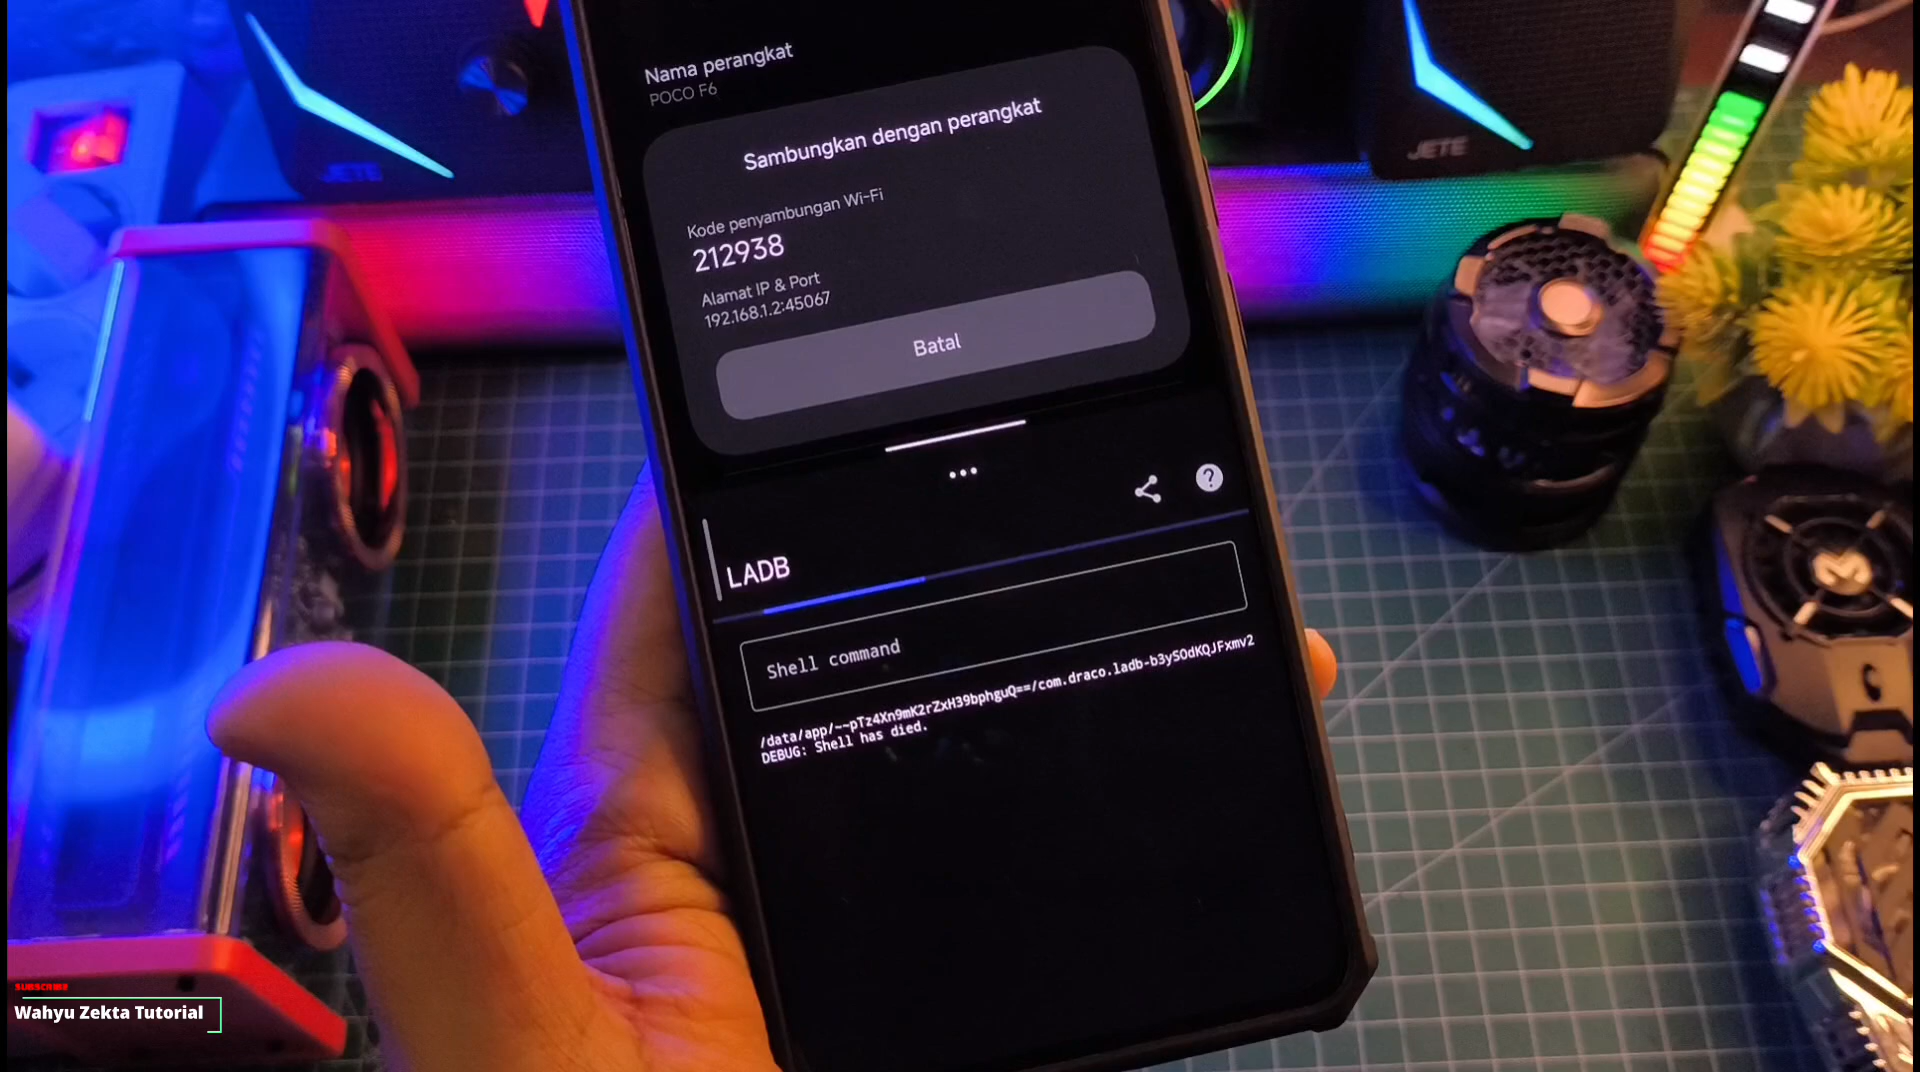 Nama perangkat
POCO F6
Sambungkan dengan perangkat
Kode penyambungan Wi-Fi
212938
Alamat IP & Port
192.168.1.2:45067
Batal
LADB
Shell command
/data/app/~~pTz4Xn9mK2rZxH39bphguQ==/com.draco.ladb-b3ySOdKQJFxmv2
DEBUG: Shell has died.
JETE
JETE
SUBSCRIBE
Wahyu Zekta Tutorial